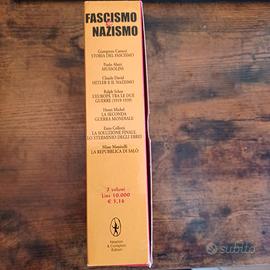 FASCISMO
NAZISMO
Giampiero Carocci
STORIA DEL FASCISMO
Paolo Alatri
MUSSOLINI
Claude David
HITLER E IL NAZISMO
Ralph Schor
L'EUROPA TRA LE DUE
GUERRE (1919-1939)
Henri Michel
LA SECONDA
GUERRA MONDIALE
Enzo Collotti
LA SOLUZIONE FINALE
LO STERMINIO DEGLI EBREI
Silvio Bertoldi
LA REPUBBLICA DI SALÒ
7 volumi
Lire 10.000
€ 5,16
Newton &
Compton
Editori
subito